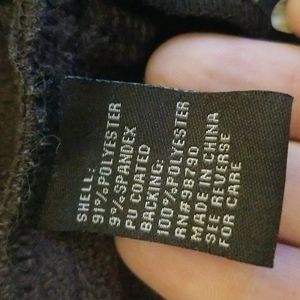 SHELL:
91%POLYESTER
9%SPANDEX
PU COATED
BACKING:
100%POLYESTER
RN#98790
MADE IN CHINA
SEE REVERSE
FOR CARE